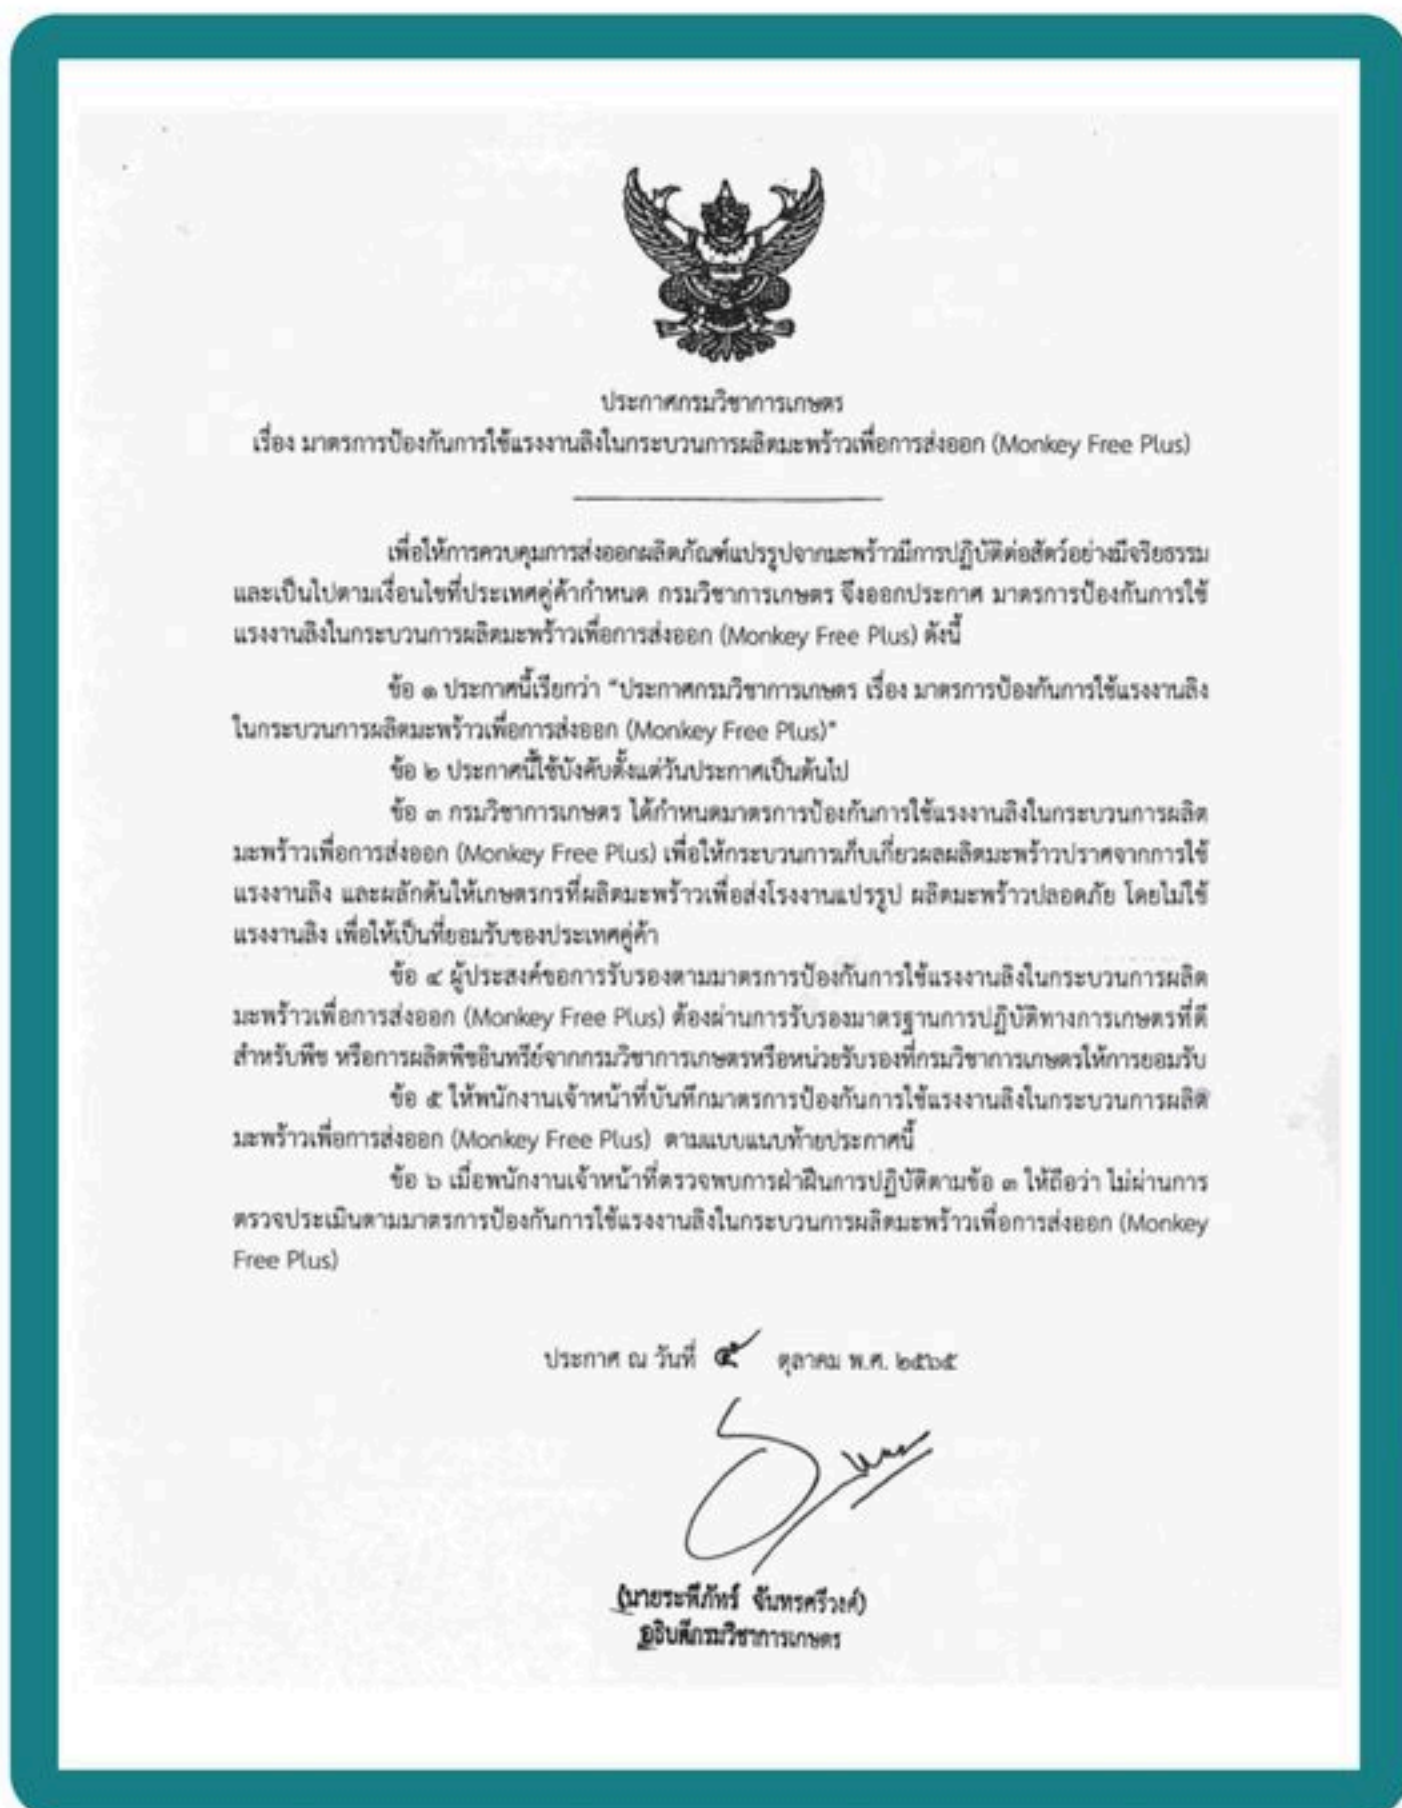 ประกาศกรมวิชาการเกษตร
เรื่อง มาตรการป้องกันการใช้แรงงานลิงในกระบวนการผลิตมะพร้าวเพื่อการส่งออก (Monkey Free Plus)
เพื่อให้การควบคุมการส่งออกผลิตภัณฑ์แปรรูปจากมะพร้าวมีการปฏิบัติต่อสัตว์อย่างมีจริยธรรม
และเป็นไปตามเงื่อนไขที่ประเทศคู่ค้ากำหนด กรมวิชาการเกษตร จึงออกประกาศ มาตรการป้องกันการใช้
แรงงานลิงในกระบวนการผลิตมะพร้าวเพื่อการส่งออก (Monkey Free Plus) ดังนี้
ข้อ ๑ ประกาศนี้เรียกว่า “ประกาศกรมวิชาการเกษตร เรื่อง มาตรการป้องกันการใช้แรงงานลิง
ในกระบวนการผลิตมะพร้าวเพื่อการส่งออก (Monkey Free Plus)”
ข้อ ๒ ประกาศนี้ใช้บังคับตั้งแต่วันประกาศเป็นต้นไป
ข้อ ๓ กรมวิชาการเกษตร ได้กำหนดมาตรการป้องกันการใช้แรงงานลิงในกระบวนการผลิต
มะพร้าวเพื่อการส่งออก (Monkey Free Plus) เพื่อให้กระบวนการเก็บเกี่ยวผลผลิตมะพร้าวปราศจากการใช้
แรงงานลิง และผลักดันให้เกษตรกรที่ผลิตมะพร้าวเพื่อส่งโรงงานแปรรูป ผลิตมะพร้าวปลอดภัย โดยไม่ใช้
แรงงานลิง เพื่อให้เป็นที่ยอมรับของประเทศคู่ค้า
ข้อ ๔ ผู้ประสงค์ขอการรับรองตามมาตรการป้องกันการใช้แรงงานลิงในกระบวนการผลิต
มะพร้าวเพื่อการส่งออก (Monkey Free Plus) ต้องผ่านการรับรองมาตรฐานการปฏิบัติทางการเกษตรที่ดี
สำหรับพืช หรือการผลิตพืชอินทรีย์จากกรมวิชาการเกษตรหรือหน่วยรับรองที่กรมวิชาการเกษตรให้การยอมรับ
ข้อ ๕ ให้พนักงานเจ้าหน้าที่บันทึกมาตรการป้องกันการใช้แรงงานลิงในกระบวนการผลิต
มะพร้าวเพื่อการส่งออก (Monkey Free Plus) ตามแบบแนบท้ายประกาศนี้
ข้อ ๖ เมื่อพนักงานเจ้าหน้าที่ตรวจพบการฝ่าฝืนการปฏิบัติตามข้อ ๓ ให้ถือว่า ไม่ผ่านการ
ตรวจประเมินตามมาตรการป้องกันการใช้แรงงานลิงในกระบวนการผลิตมะพร้าวเพื่อการส่งออก (Monkey
Free Plus)
ประกาศ ณ วันที่ ๕ ตุลาคม พ.ศ. ๒๕๖๕
(นายระพีภัทร์ จันทรศรีวงศ์)
อธิบดีกรมวิชาการเกษตร